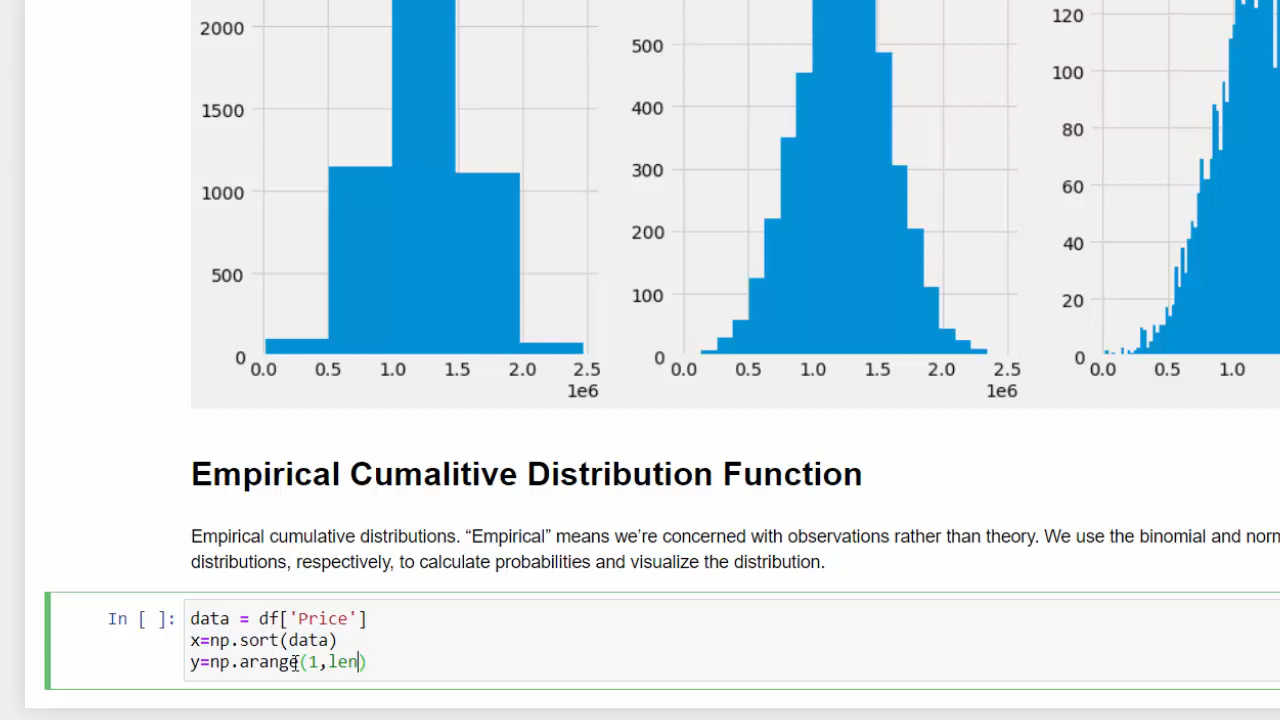 2000
1500
1000
500
0
0.0 0.5 1.0 1.5 2.0 2.5
1e6
500
400
300
200
100
0
0.0 0.5 1.0 1.5 2.0 2.5
1e6
120
100
80
60
40
20
0
0.0 0.5 1.0
Empirical Cumalitive Distribution Function
Empirical cumulative distributions. “Empirical” means we’re concerned with observations rather than theory. We use the binomial and norm
distributions, respectively, to calculate probabilities and visualize the distribution.
In [ ]: data = df['Price']
x=np.sort(data)
y=np.arange(1,len)